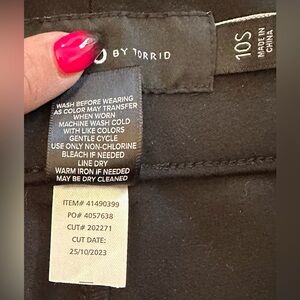 BY TORRID
10S
MADE IN
CHINA
WASH BEFORE WEARING
AS COLOR MAY TRANSFER
WHEN WORN
MACHINE WASH COLD
WITH LIKE COLORS
GENTLE CYCLE
USE ONLY NON-CHLORINE
BLEACH IF NEEDED
LINE DRY
WARM IRON IF NEEDED
MAY BE DRY CLEANED
ITEM# 41490399
PO# 4057638
CUT# 202271
CUT DATE:
25/10/2023